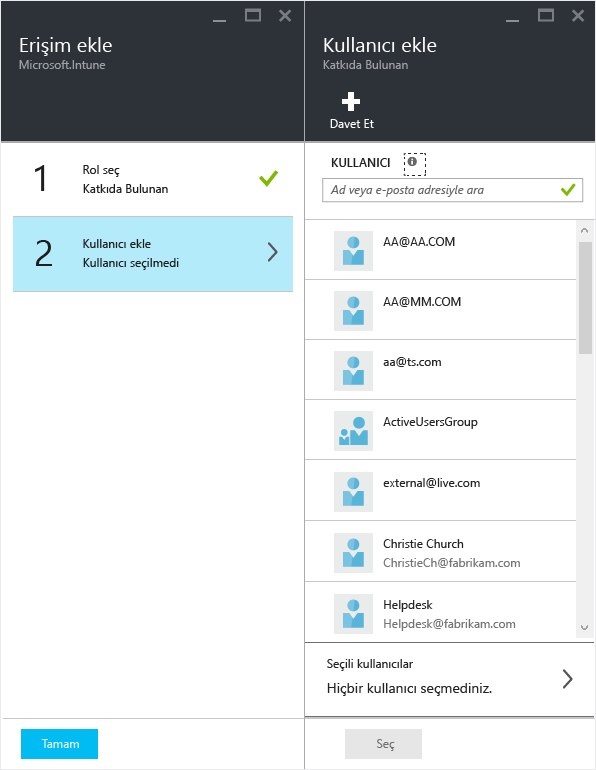 Erişim ekle
Microsoft.Intune
1
Rol seç
Katkıda Bulunan
2
Kullanıcı ekle
Kullanıcı seçilmedi
Tamam
Kullanıcı ekle
Katkıda Bulunan
Davet Et
KULLANICI
Ad veya e-posta adresiyle ara
AA@AA.COM
AA@MM.COM
aa@ts.com
ActiveUsersGroup
external@live.com
Christie Church
ChristieCh@fabrikam.com
Helpdesk
Helpdesk@fabrikam.com
Seçili kullanıcılar
Hiçbir kullanıcı seçmediniz.
Seç